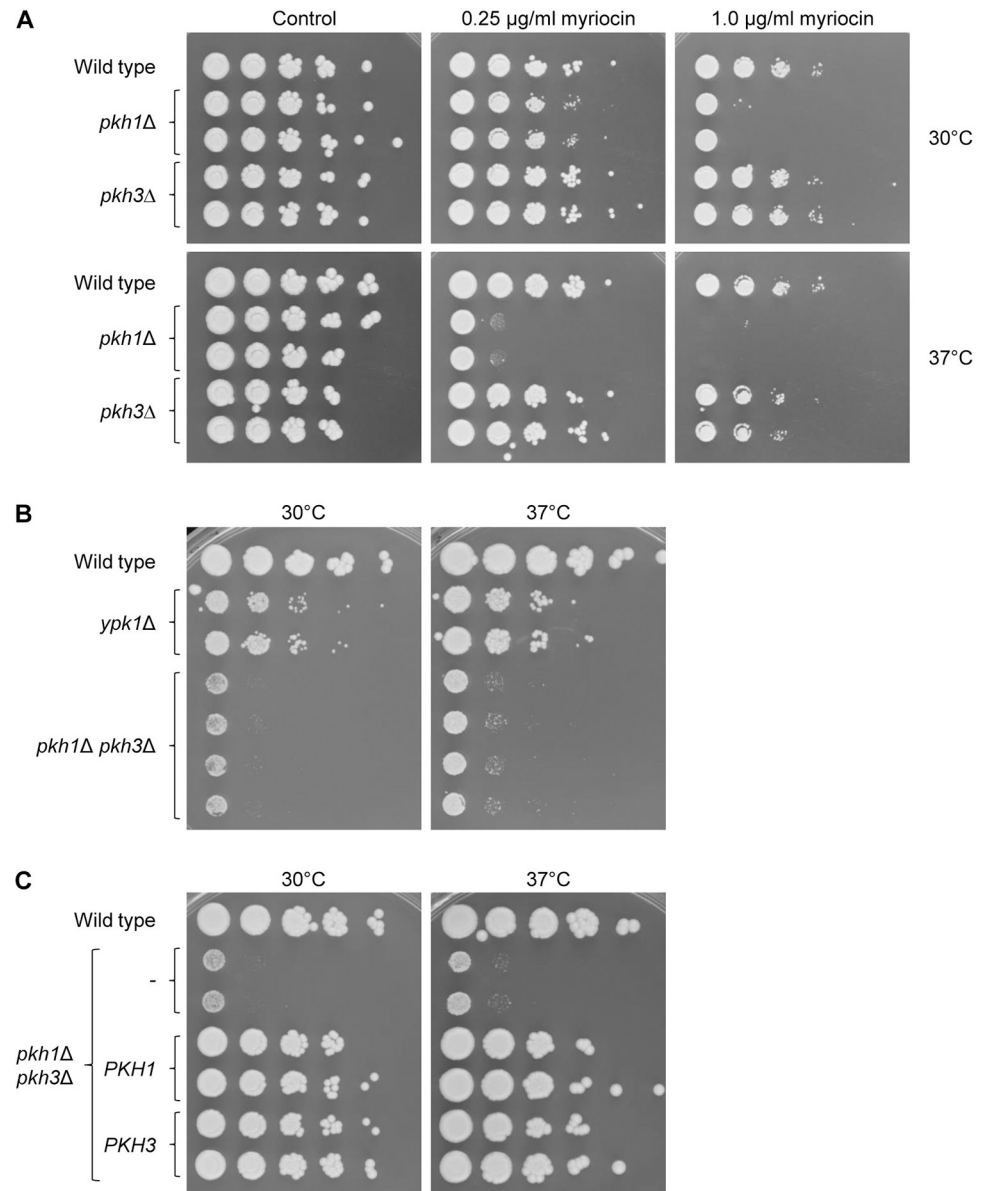 A
Control
0.25 µg/ml myriocin
1.0 µg/ml myriocin
Wild type
pkh1Δ
pkh3Δ
30°C
Wild type
pkh1Δ
pkh3Δ
37°C
B
30°C
37°C
Wild type
ypk1Δ
pkh1Δ pkh3Δ
C
30°C
37°C
Wild type
-
pkh1Δ
pkh3Δ
PKH1
PKH3